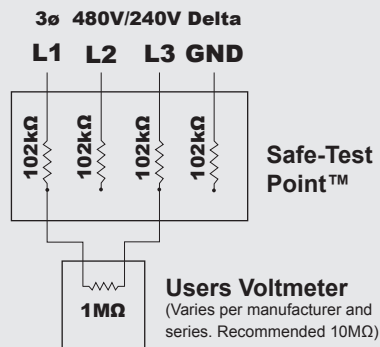 3ø 480V/240V Delta
L1 L2 L3 GND
102kΩ 102kΩ 102kΩ 102kΩ
Safe-Test
Point™
Users Voltmeter
(Varies per manufacturer and
series. Recommended 10MΩ)
1MΩ